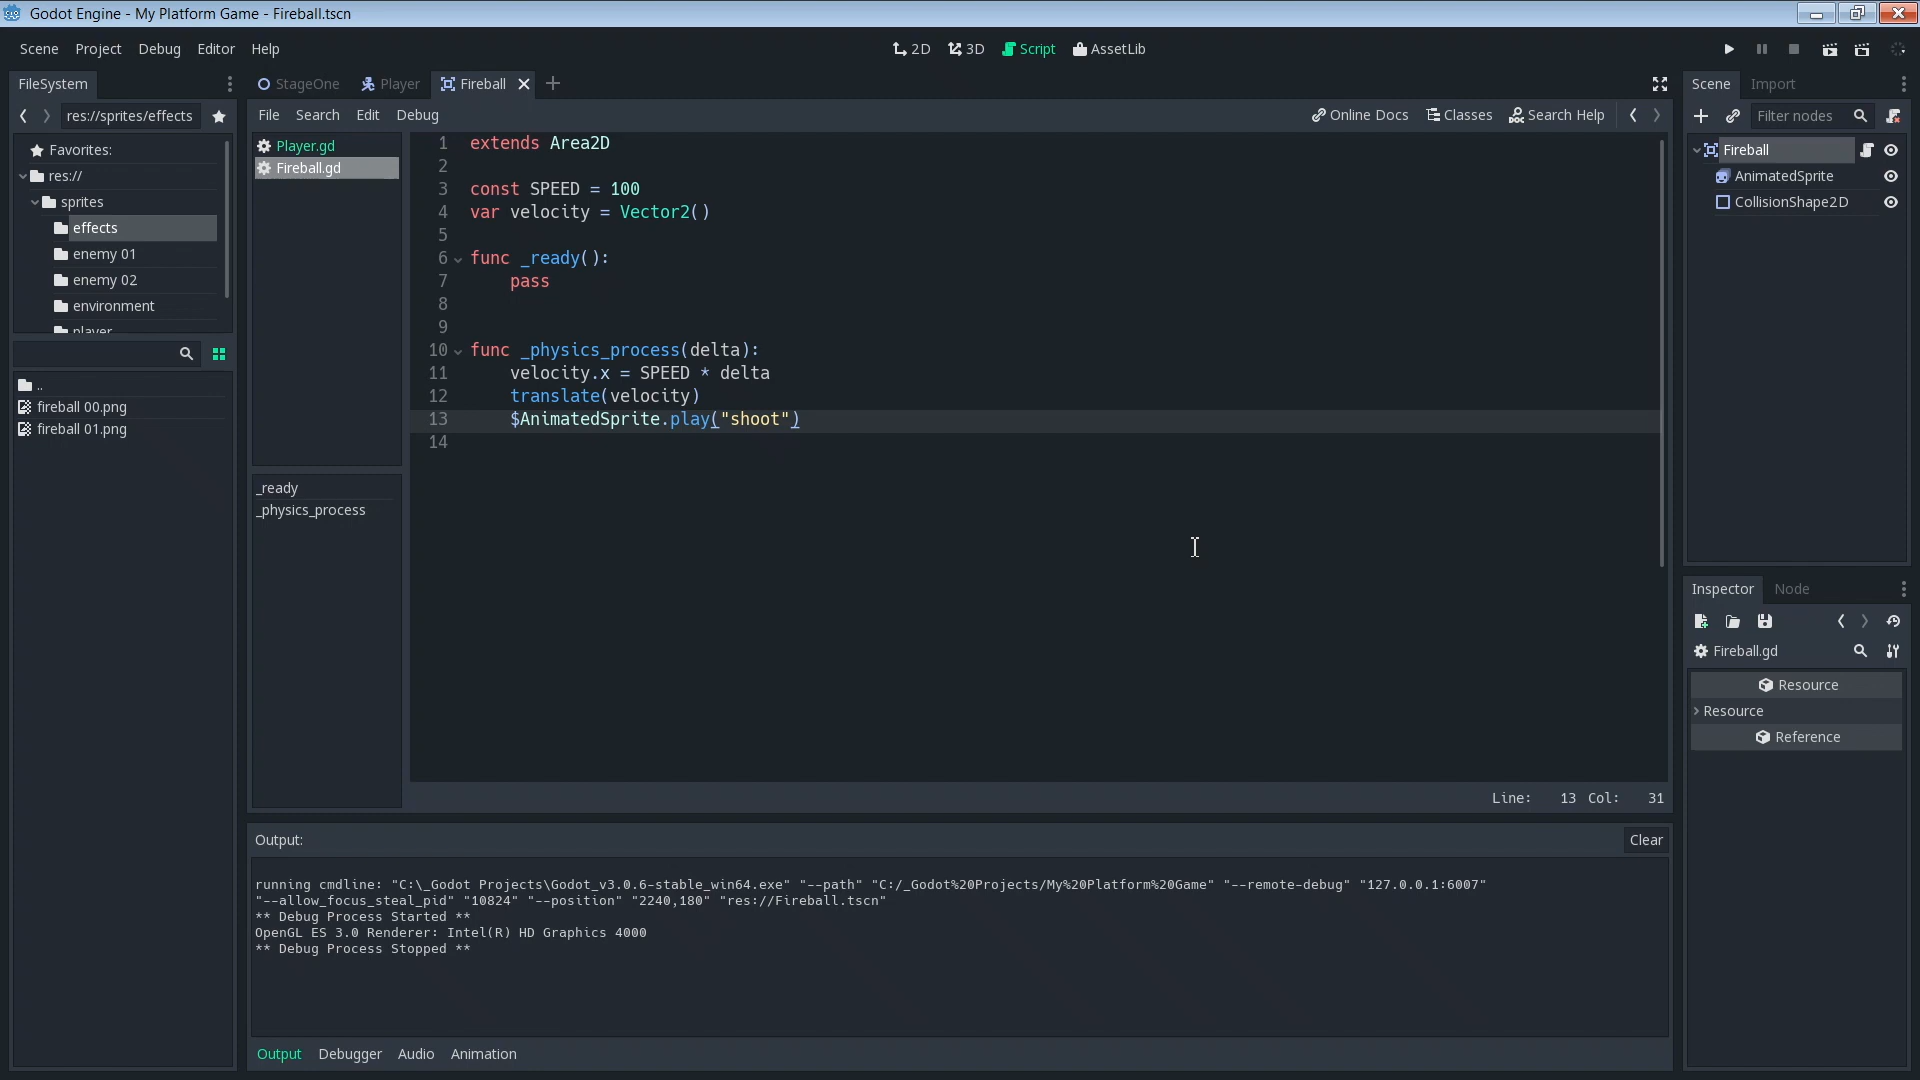 Godot Engine - My Platform Game - Fireball.tscn
Scene Project Debug Editor Help
2D 3D Script AssetLib
FileSystem
StageOne Player Fireball
Scene Import
res://sprites/effects
File Search Edit Debug
Online Docs Classes Search Help
Filter nodes
Favorites:
res://
sprites
effects
enemy 01
enemy 02
environment
player
..
fireball 00.png
fireball 01.png
Player.gd
Fireball.gd
_ready
_physics_process
1 extends Area2D
2
3 const SPEED = 100
4 var velocity = Vector2()
5
6 func _ready():
7 pass
8
9
10 func _physics_process(delta):
11 velocity.x = SPEED * delta
12 translate(velocity)
13 $AnimatedSprite.play("shoot")
14
Line: 13 Col: 31
Fireball
AnimatedSprite
CollisionShape2D
Inspector Node
Fireball.gd
Resource
Resource
Reference
Output: Clear
running cmdline: "C:\_Godot Projects\Godot_v3.0.6-stable_win64.exe" "--path" "C:/_Godot%20Projects/My%20Platform%20Game" "--remote-debug" "127.0.0.1:6007"
"--allow_focus_steal_pid" "10824" "--position" "2240,180" "res://Fireball.tscn"
** Debug Process Started **
OpenGL ES 3.0 Renderer: Intel(R) HD Graphics 4000
** Debug Process Stopped **
Output Debugger Audio Animation